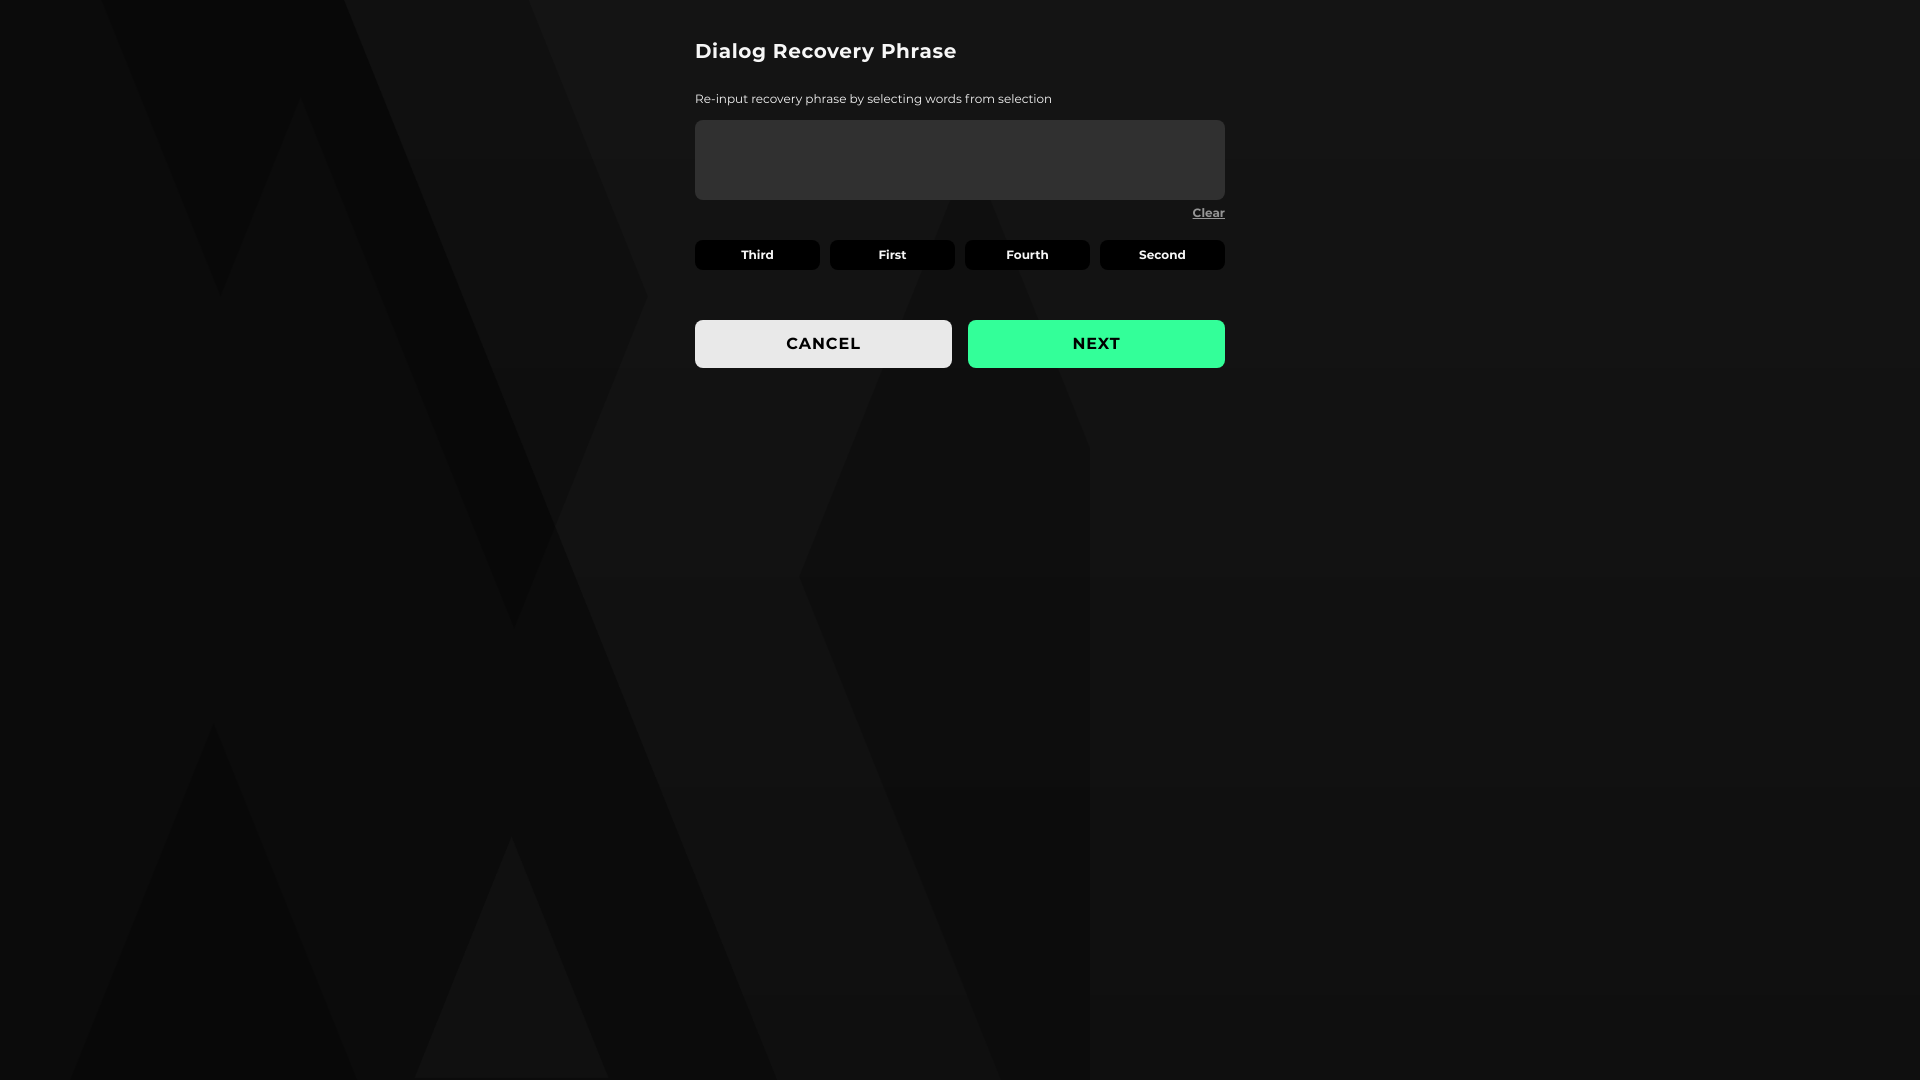 Dialog Recovery Phrase
Re-input recovery phrase by selecting words from selection
Clear
Third First Fourth Second
CANCEL NEXT